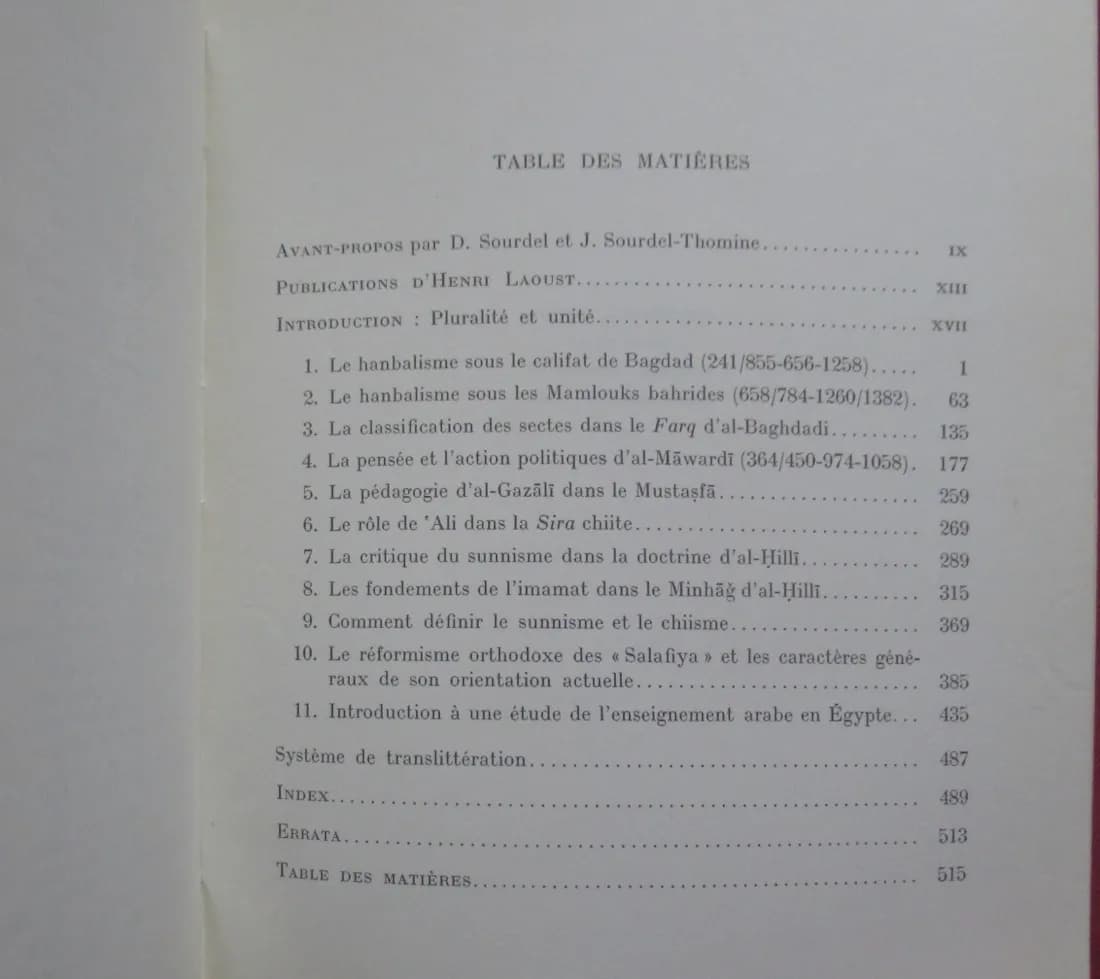 TABLE DES MATIÈRES
AVANT-PROPOS par D. Sourdel et J. Sourdel-Thomine................ IX
PUBLICATIONS D'HENRI LAOUST.................................. XIII
INTRODUCTION : Pluralité et unité............................... XVII
1. Le hanbalisme sous le califat de Bagdad (241/855-656-1258)..... 1
2. Le hanbalisme sous les Mamlouks bahrides (658/784-1260/1382). 63
3. La classification des sectes dans le Farq d'al-Baghdadi......... 135
4. La pensée et l'action politiques d'al-Māwardī (364/450-974-1058). 177
5. La pédagogie d'al-Gazālī dans le Mustaṣfā.................... 259
6. Le rôle de ʿAli dans la Sira chiite............................. 269
7. La critique du sunnisme dans la doctrine d'al-Ḥillī............ 289
8. Les fondements de l'imamat dans le Minhāǧ d'al-Ḥillī.......... 315
9. Comment définir le sunnisme et le chiisme................... 369
10. Le réformisme orthodoxe des « Salafiya » et les caractères géné-
raux de son orientation actuelle............................. 385
11. Introduction à une étude de l'enseignement arabe en Égypte... 435
Système de translittération....................................... 487
INDEX........................................................ 489
ERRATA....................................................... 513
TABLE DES MATIÈRES............................................ 515